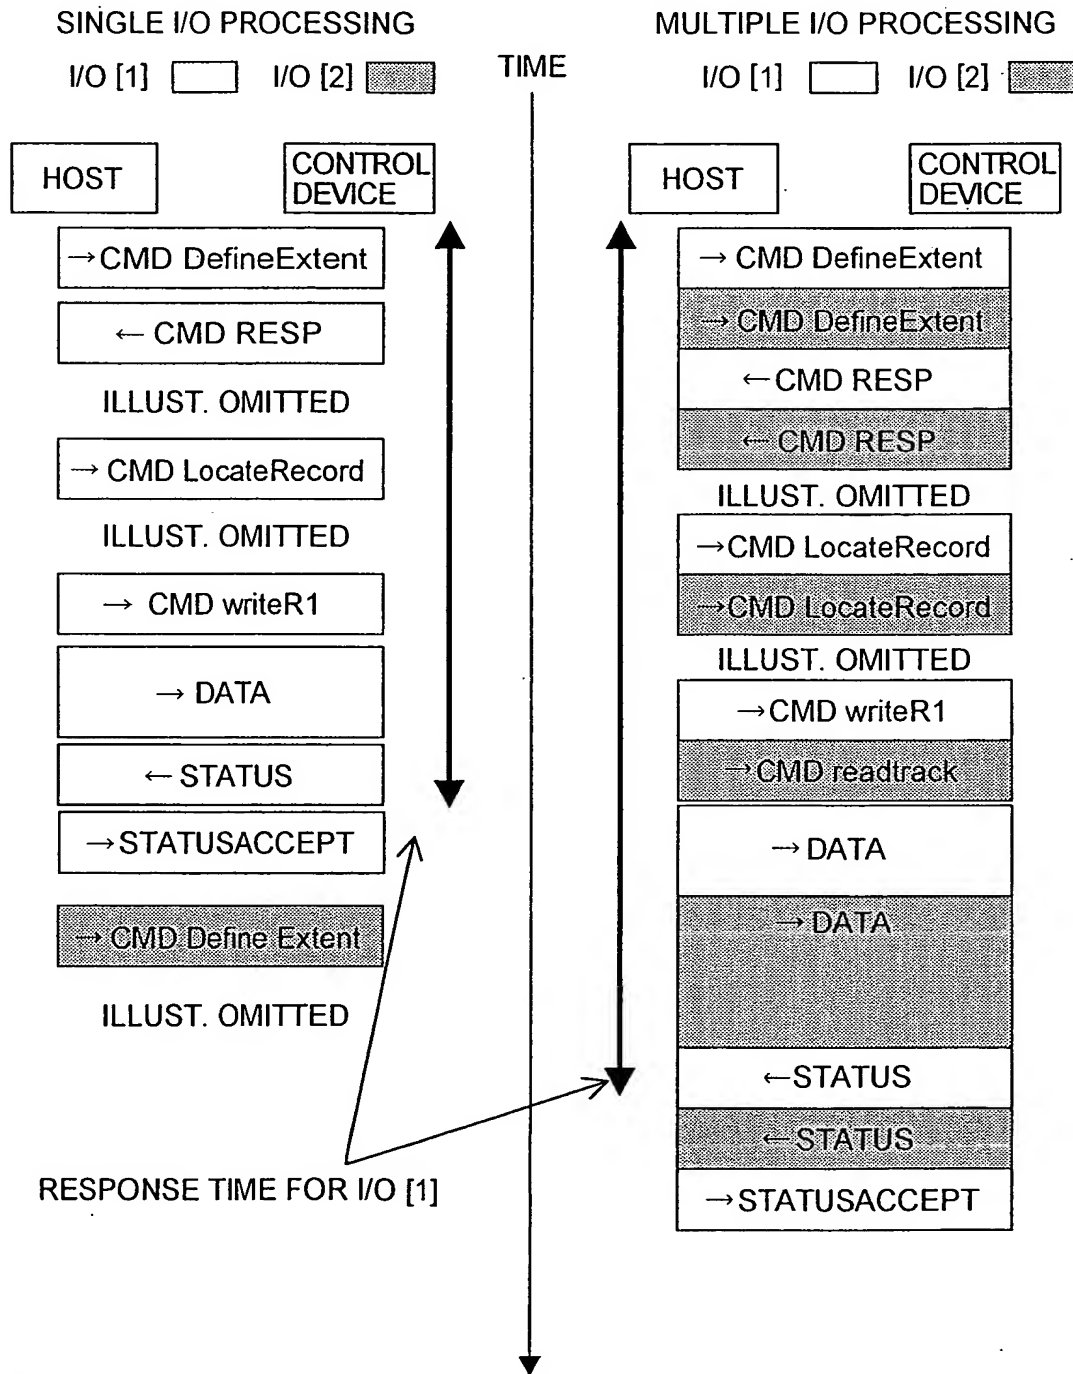 SINGLE I/O PROCESSING
I/O [1] I/O [2]
HOST
CONTROL
DEVICE
→CMD DefineExtent
← CMD RESP
ILLUST. OMITTED
→ CMD LocateRecord
ILLUST. OMITTED
→ CMD writeR1
→ DATA
← STATUS
→STATUSACCEPT
→ CMD Define Extent
ILLUST. OMITTED
RESPONSE TIME FOR I/O [1]
TIME
MULTIPLE I/O PROCESSING
I/O [1] I/O [2]
HOST
CONTROL
DEVICE
→ CMD DefineExtent
→ CMD DefineExtent
←CMD RESP
← CMD RESP
ILLUST. OMITTED
→CMD LocateRecord
→CMD LocateRecord
ILLUST. OMITTED
→CMD writeR1
→CMD readtrack
→ DATA
→ DATA
←STATUS
←STATUS
→STATUSACCEPT